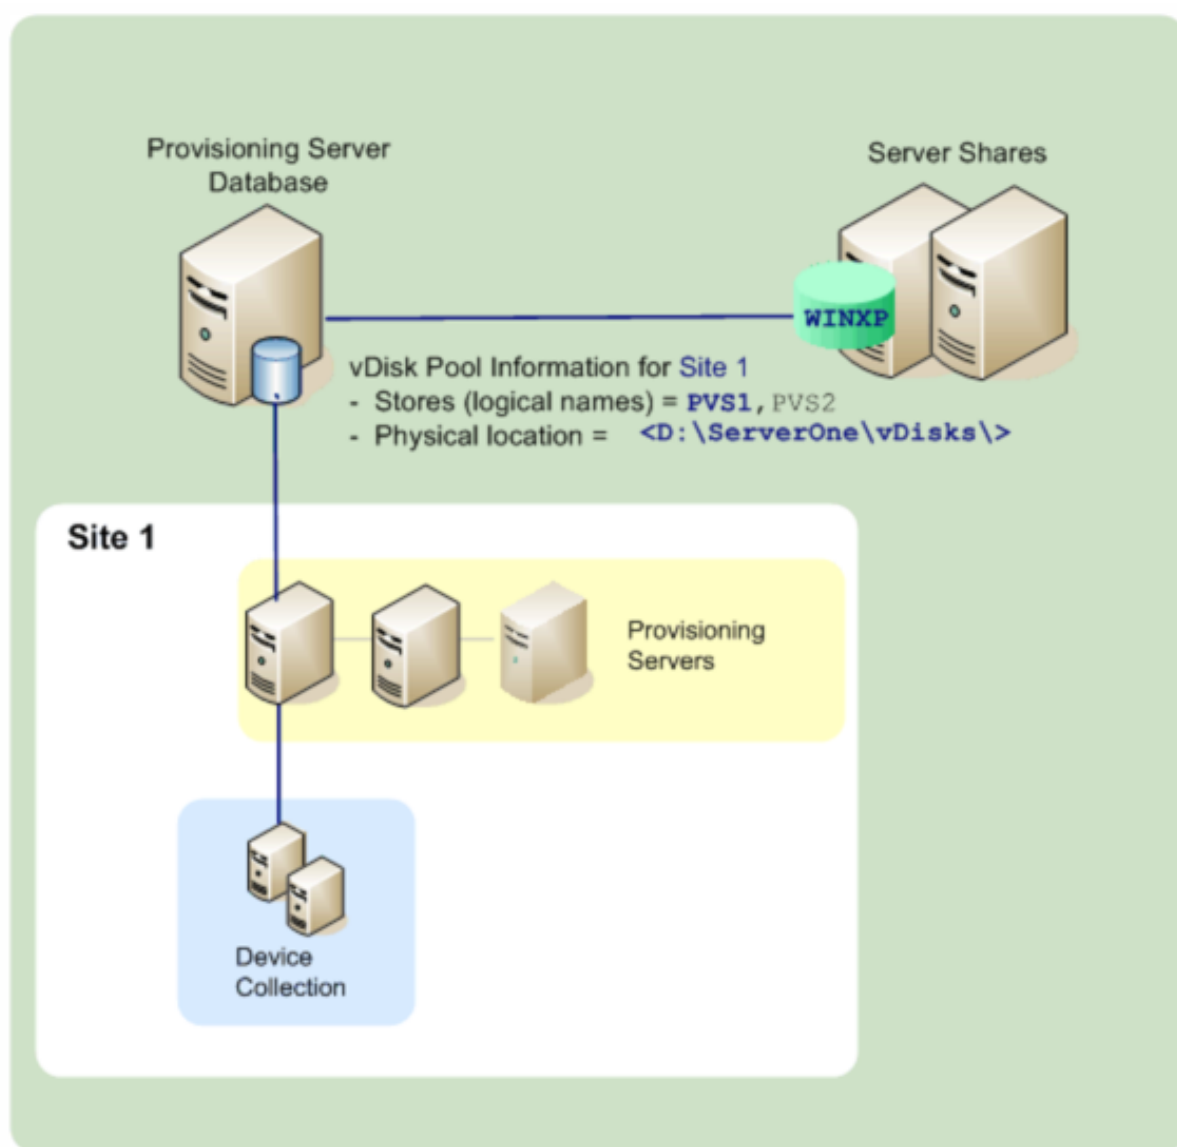 Provisioning Server
Database
Server Shares
WINXP
vDisk Pool Information for Site 1
- Stores (logical names) = PVS1, PVS2
- Physical location = <D:\ServerOne\vDisks\>
Site 1
Provisioning
Servers
Device
Collection